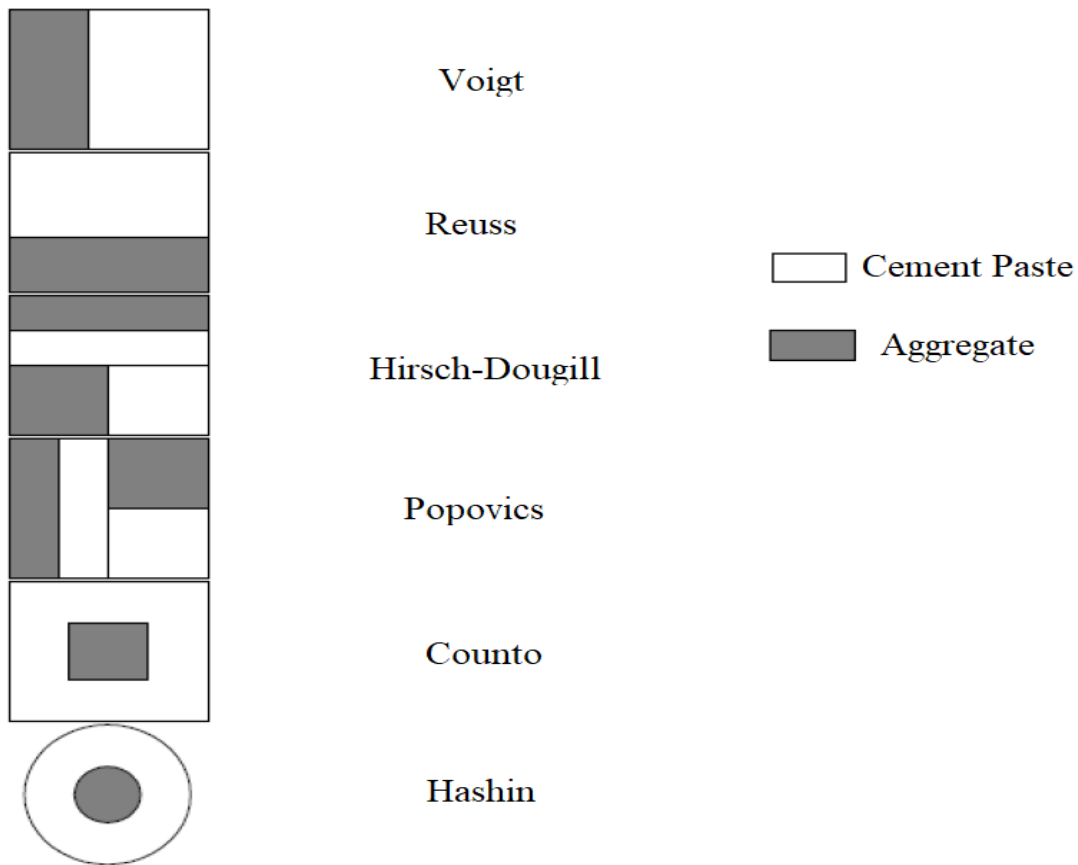 Voigt
Reuss
Cement Paste
Aggregate
Hirsch-Dougill
Popovics
Counto
Hashin